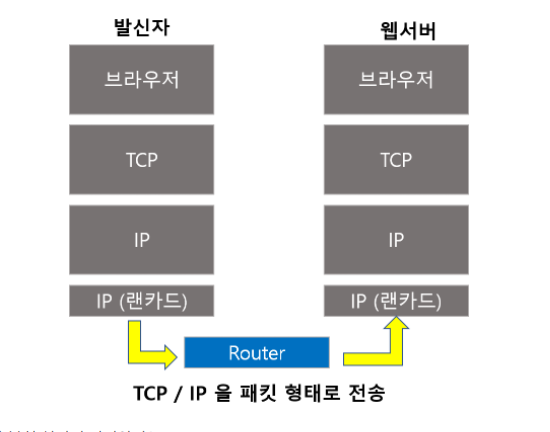 발신자
웹서버
브라우저
브라우저
TCP
TCP
IP
IP
IP (랜카드)
IP (랜카드)
Router
TCP / IP 을 패킷 형태로 전송